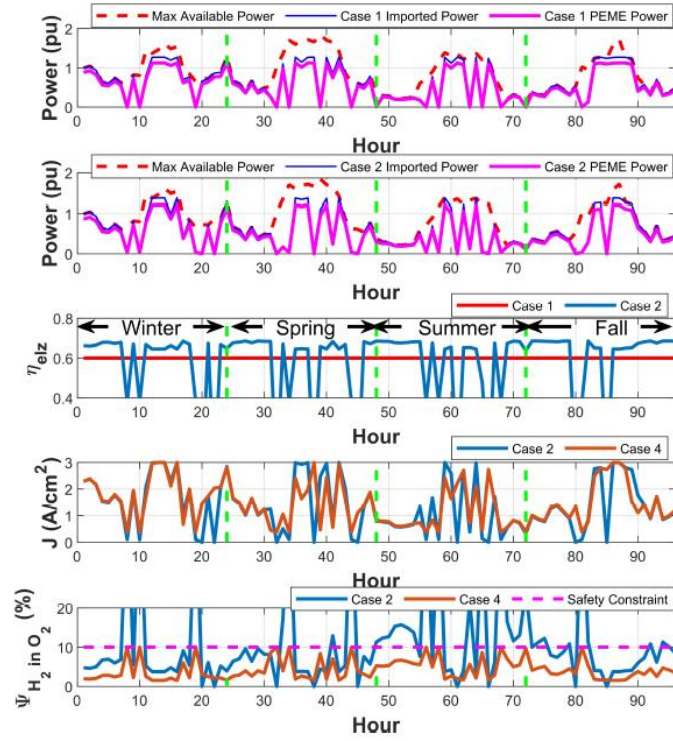 Max Available Power Case 1 Imported Power Case 1 PEME Power
Power (pu)
2
1
0
0 10 20 30 40 50 60 70 80 90
Hour
Max Available Power Case 2 Imported Power Case 2 PEME Power
Power (pu)
2
1
0
0 10 20 30 40 50 60 70 80 90
Hour
Case 1 Case 2
Winter Spring Summer Fall
η_elz
0.8
0.6
0.4
0 10 20 30 40 50 60 70 80 90
Hour
Case 2 Case 4
J (A/cm²)
3
2
1
0
0 10 20 30 40 50 60 70 80 90
Hour
Case 2 Case 4 Safety Constraint
Ψ_H₂ in O₂ (%)
20
10
0
0 10 20 30 40 50 60 70 80 90
Hour